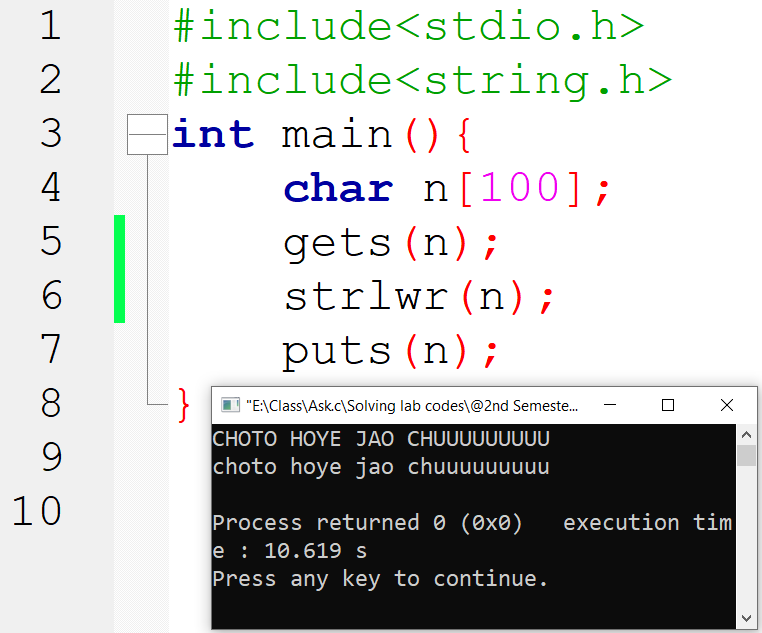 1 #include<stdio.h>
2 #include<string.h>
3 int main(){
4 char n[100];
5 gets(n);
6 strlwr(n);
7 puts(n);
8 }
9
10
"E:\Class\Ask.c\Solving lab codes\@2nd Semeste...
CHOTO HOYE JAO CHUUUUUUUUU
choto hoye jao chuuuuuuuuu
Process returned 0 (0x0) execution tim
e : 10.619 s
Press any key to continue.